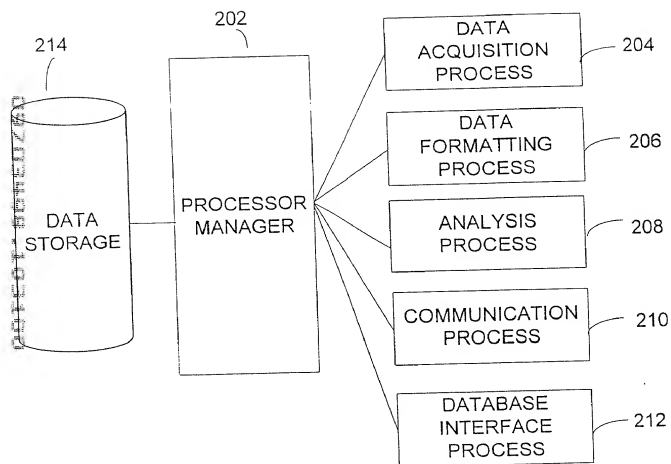 214
202
DATA
STORAGE
PROCESSOR
MANAGER
DATA
ACQUISITION
PROCESS
204
DATA
FORMATTING
PROCESS
206
ANALYSIS
PROCESS
208
COMMUNICATION
PROCESS
210
DATABASE
INTERFACE
PROCESS
212